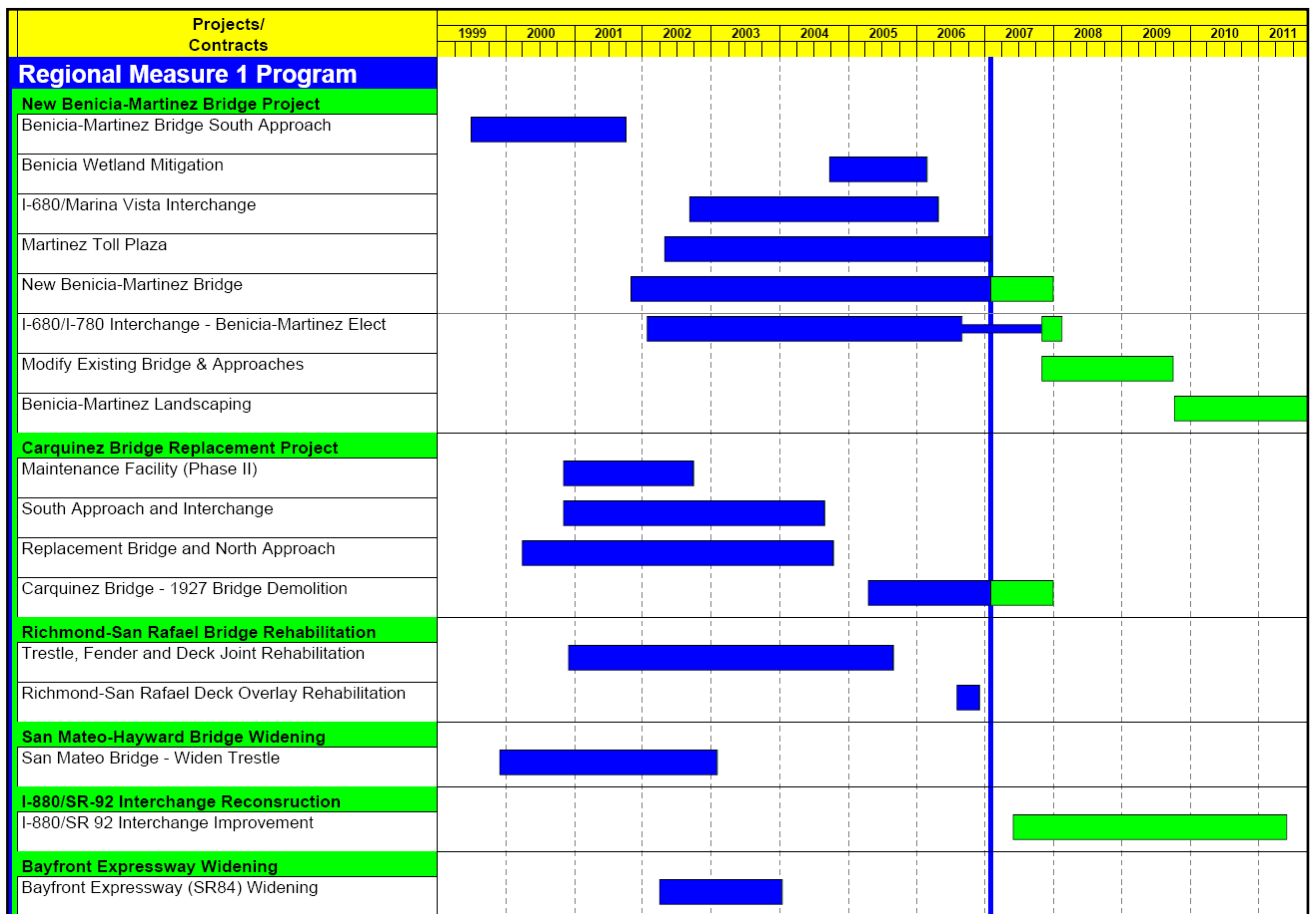 Projects/
Contracts
1999 2000 2001 2002 2003 2004 2005 2006 2007 2008 2009 2010 2011
Regional Measure 1 Program
New Benicia-Martinez Bridge Project
Benicia-Martinez Bridge South Approach
Benicia Wetland Mitigation
I-680/Marina Vista Interchange
Martinez Toll Plaza
New Benicia-Martinez Bridge
I-680/I-780 Interchange - Benicia-Martinez Elect
Modify Existing Bridge & Approaches
Benicia-Martinez Landscaping
Carquinez Bridge Replacement Project
Maintenance Facility (Phase II)
South Approach and Interchange
Replacement Bridge and North Approach
Carquinez Bridge - 1927 Bridge Demolition
Richmond-San Rafael Bridge Rehabilitation
Trestle, Fender and Deck Joint Rehabilitation
Richmond-San Rafael Deck Overlay Rehabilitation
San Mateo-Hayward Bridge Widening
San Mateo Bridge - Widen Trestle
I-880/SR-92 Interchange Reconsruction
I-880/SR 92 Interchange Improvement
Bayfront Expressway Widening
Bayfront Expressway (SR84) Widening